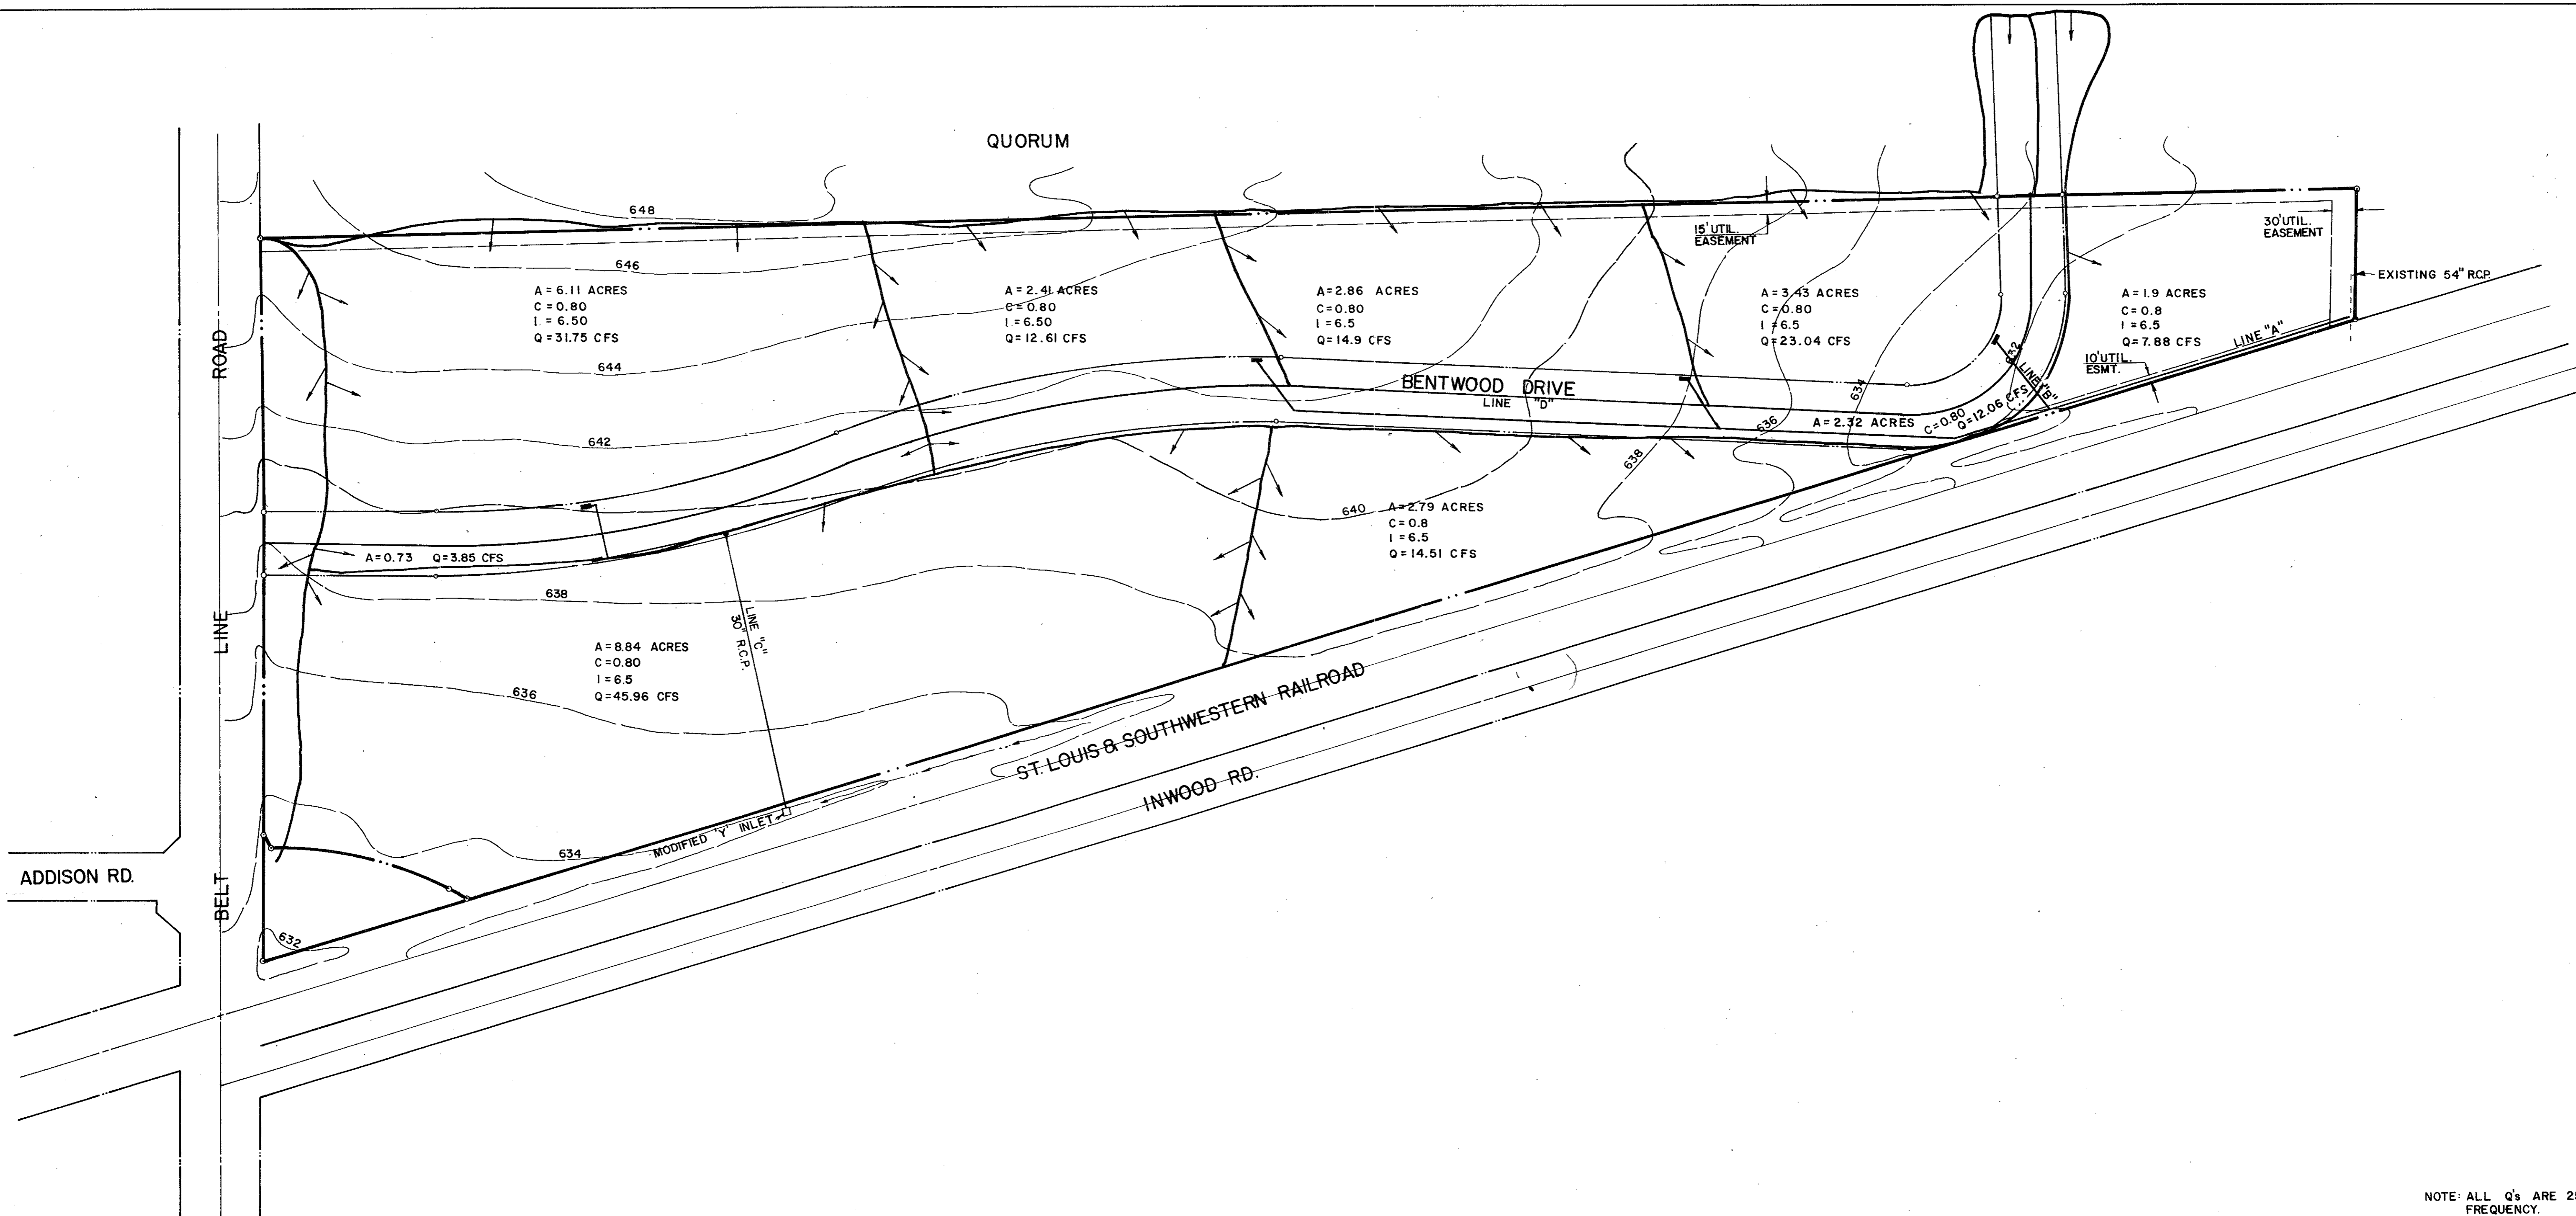 QUORUM
648
646
644
642
15' UTIL.
EASEMENT
30' UTIL.
EASEMENT
EXISTING 54" R.C.P.
A = 6.11 ACRES
C = 0.80
I. = 6.50
Q = 31.75 CFS
A = 2.41 ACRES
C = 0.80
I = 6.50
Q = 12.61 CFS
A = 2.86 ACRES
C = 0.80
I = 6.5
Q = 14.9 CFS
A = 3.43 ACRES
C = 0.80
I = 6.5
Q = 23.04 CFS
A = 1.9 ACRES
C = 0.8
I = 6.5
Q = 7.88 CFS
LINE "A"
10' UTIL.
ESMT.
632
LINE "B"
634
BENTWOOD DRIVE
LINE "D"
A = 2.32 ACRES
C = 0.80
Q = 12.06 CFS
636
638
640
A = 2.79 ACRES
C = 0.8
I = 6.5
Q = 14.51 CFS
A = 0.73 Q = 3.85 CFS
638
LINE "C"
30" R.C.P.
A = 8.84 ACRES
C = 0.80
I = 6.5
Q = 45.96 CFS
636
634
632
MODIFIED 'Y' INLET
ST. LOUIS & SOUTHWESTERN RAILROAD
INWOOD RD.
ADDISON RD.
BELT LINE ROAD
NOTE: ALL Q's ARE
FREQUENCY.